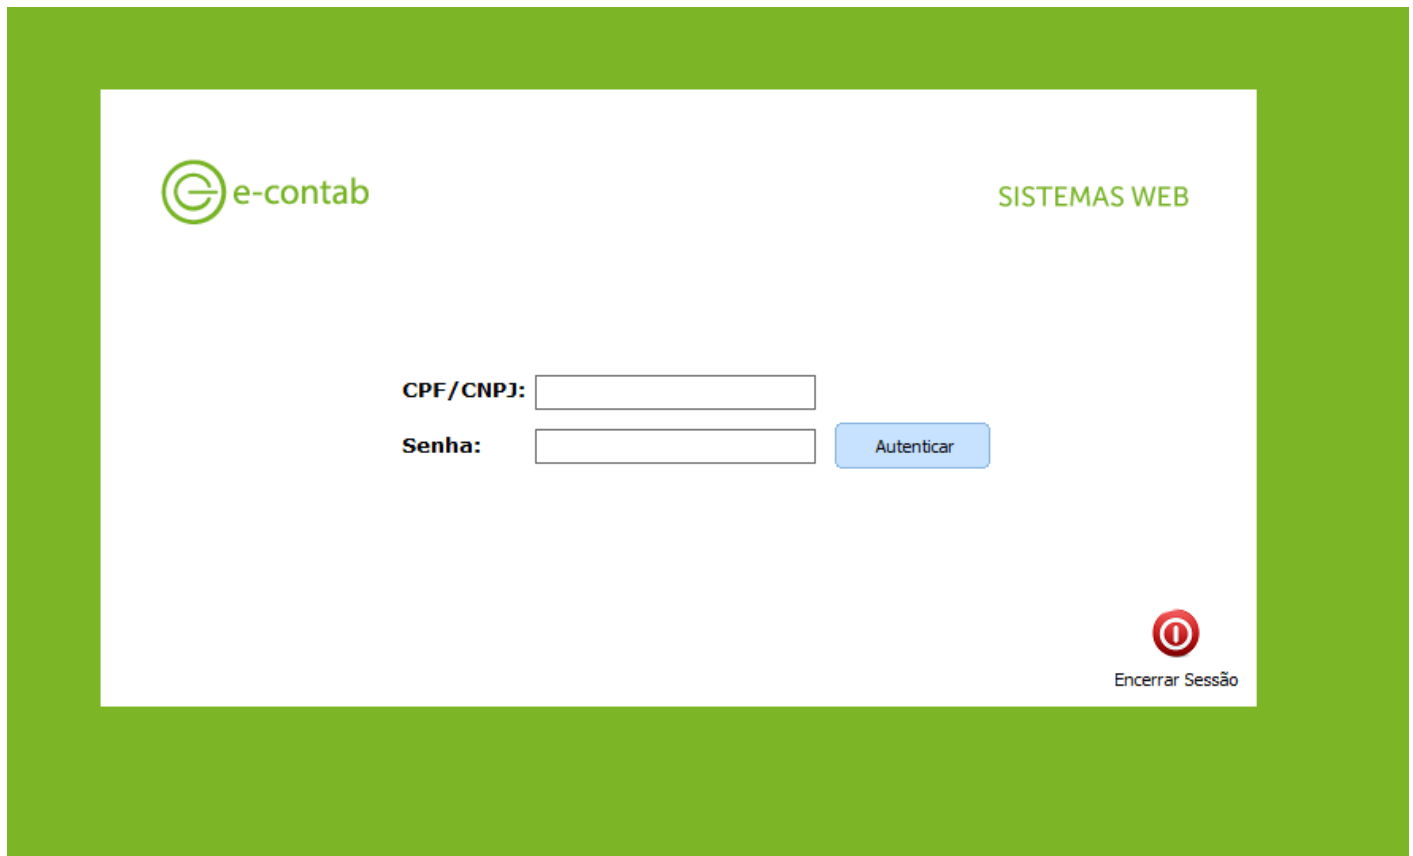 e-contab
SISTEMAS WEB
CPF/CNPJ:
Senha:
Autenticar
Encerrar Sessão